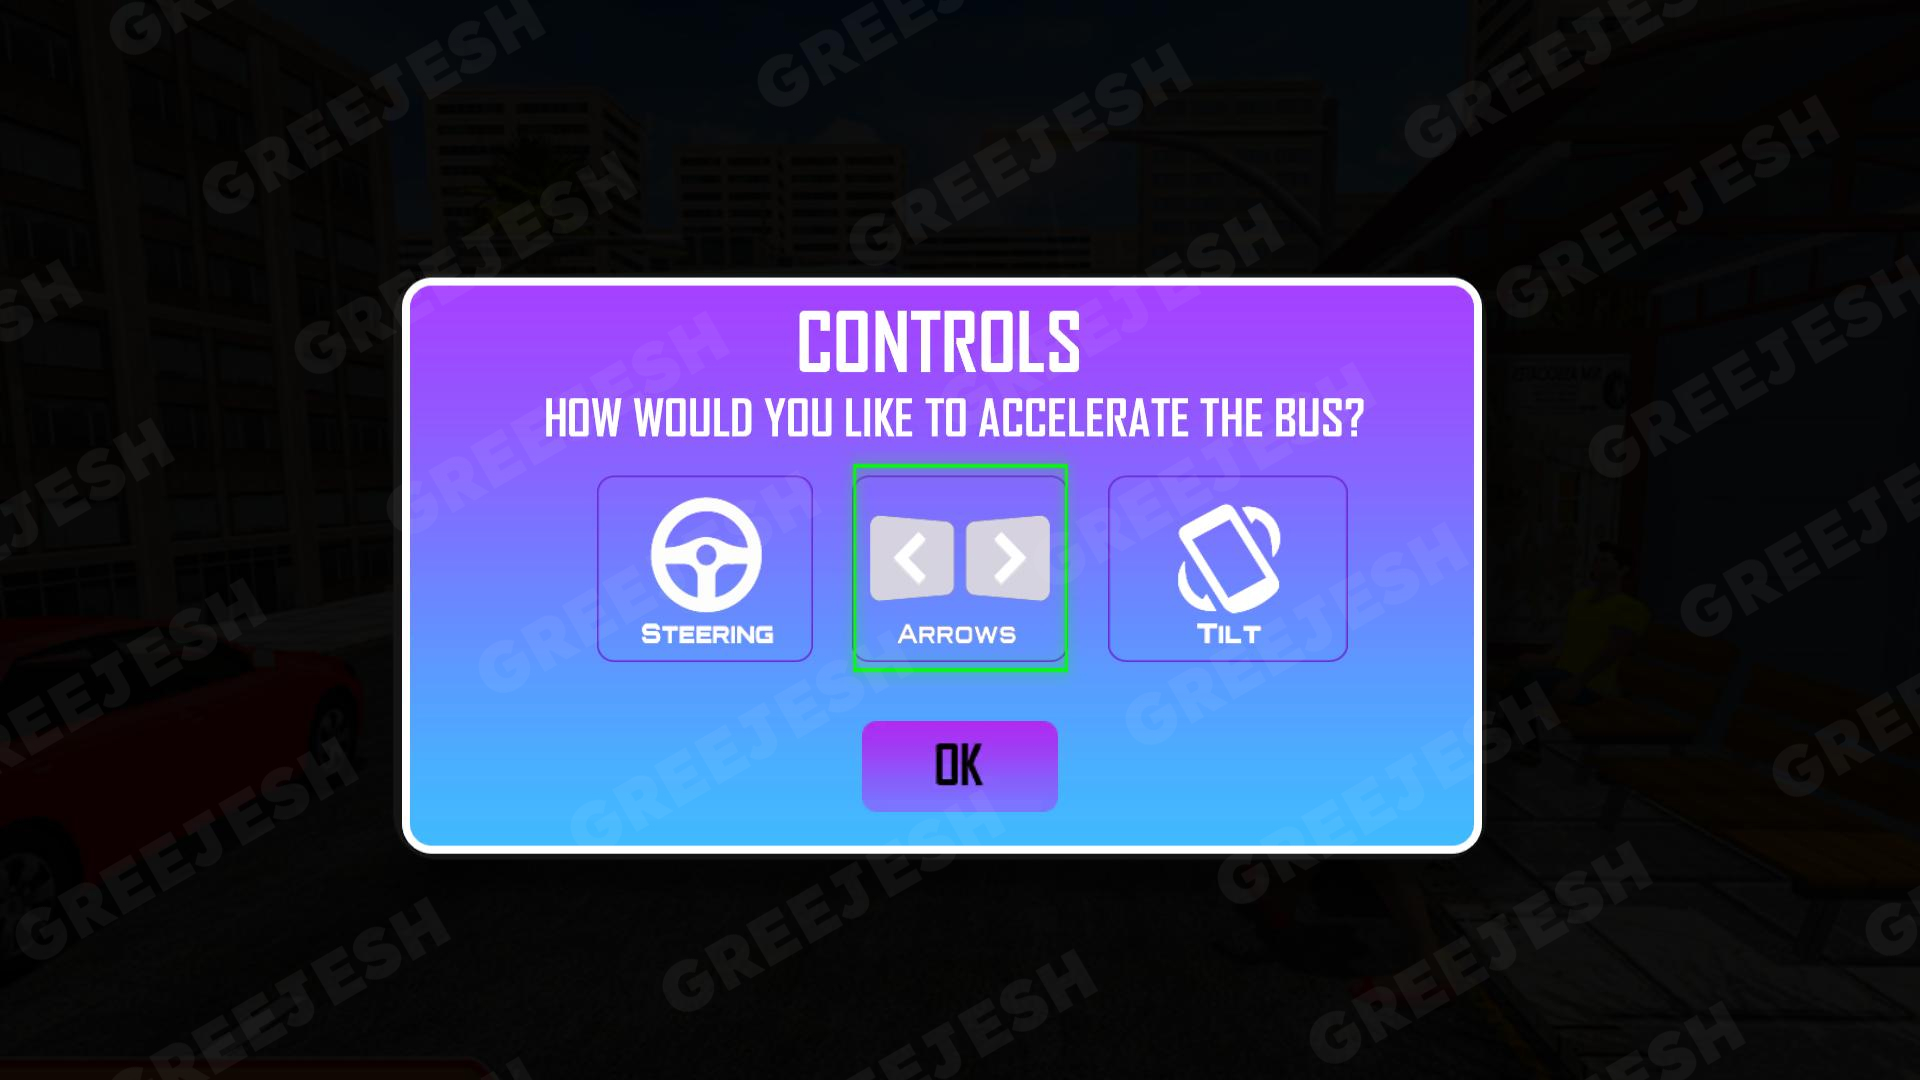 CONTROLS
HOW WOULD YOU LIKE TO ACCELERATE THE BUS?
STEERING
ARROWS
TILT
OK
GREEJESH